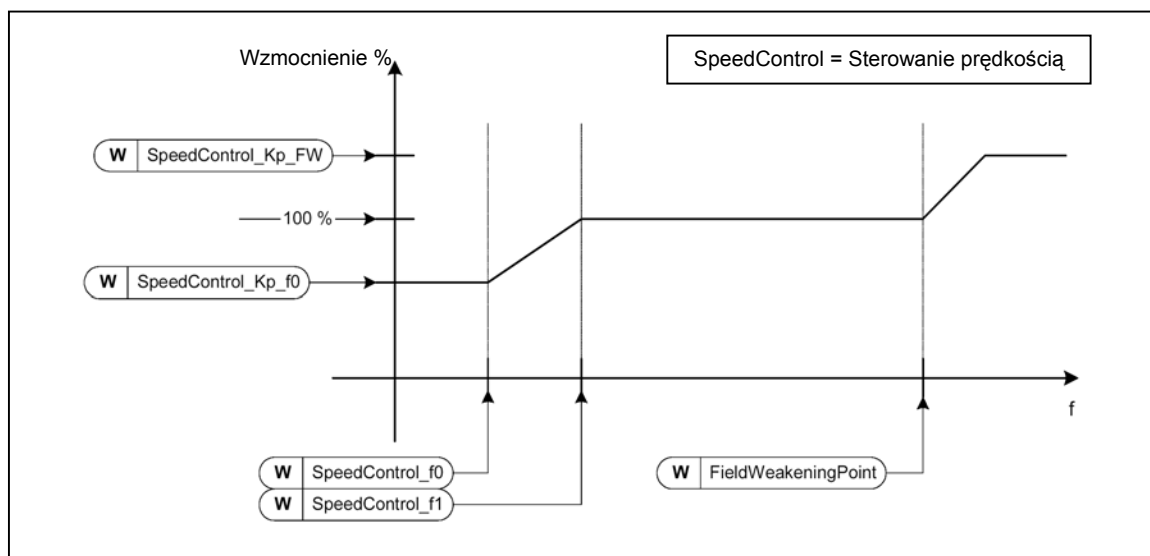 Wzmocnienie %
SpeedControl = Sterowanie prędkością
W SpeedControl_Kp_FW
100 %
W SpeedControl_Kp_f0
f
W SpeedControl_f0
W SpeedControl_f1
W FieldWeakeningPoint